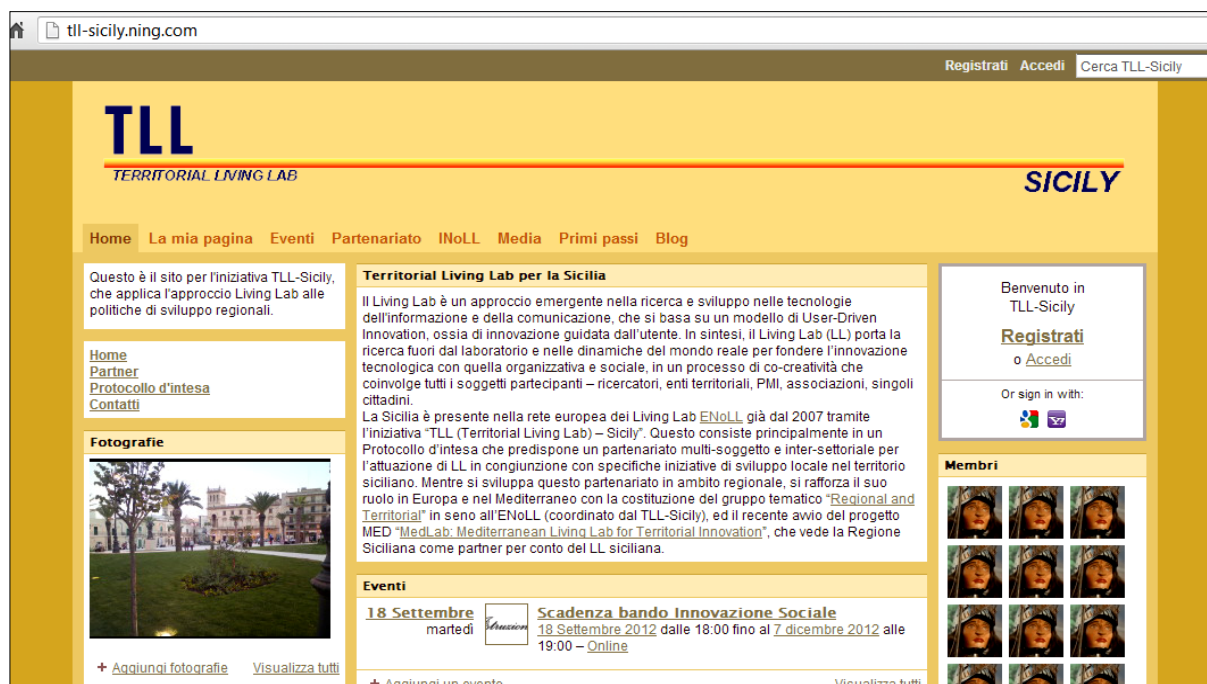 tll-sicily.ning.com
Registrati Accedi Cerca TLL-Sicily
TLL
TERRITORIAL LIVING LAB
SICILY
Home La mia pagina Eventi Partenariato INoLL Media Primi passi Blog
Questo è il sito per l'iniziativa TLL-Sicily,
che applica l'approccio Living Lab alle
politiche di sviluppo regionali.
Home
Partner
Protocollo d'intesa
Contatti
Fotografie
+ Aggiungi fotografie Visualizza tutti
Territorial Living Lab per la Sicilia
Il Living Lab è un approccio emergente nella ricerca e sviluppo nelle tecnologie
dell'informazione e della comunicazione, che si basa su un modello di User-Driven
Innovation, ossia di innovazione guidata dall'utente. In sintesi, il Living Lab (LL) porta la
ricerca fuori dal laboratorio e nelle dinamiche del mondo reale per fondere l'innovazione
tecnologica con quella organizzativa e sociale, in un processo di co-creatività che
coinvolge tutti i soggetti partecipanti – ricercatori, enti territoriali, PMI, associazioni, singoli
cittadini.
La Sicilia è presente nella rete europea dei Living Lab ENoLL già dal 2007 tramite
l'iniziativa "TLL (Territorial Living Lab) – Sicily". Questo consiste principalmente in un
Protocollo d'intesa che predispone un partenariato multi-soggetto e inter-settoriale per
l'attuazione di LL in congiunzione con specifiche iniziative di sviluppo locale nel territorio
siciliano. Mentre si sviluppa questo partenariato in ambito regionale, si rafforza il suo
ruolo in Europa e nel Mediterraneo con la costituzione del gruppo tematico "Regional and
Territorial" in seno all'ENoLL (coordinato dal TLL-Sicily), ed il recente avvio del progetto
MED "MedLab: Mediterranean Living Lab for Territorial Innovation", che vede la Regione
Siciliana come partner per conto del LL siciliana.
Eventi
18 Settembre
martedì
Scadenza bando Innovazione Sociale
18 Settembre 2012 dalle 18:00 fino al 7 dicembre 2012 alle
19:00 – Online
+ Aggiungi un evento Visualizza tutti
Benvenuto in
TLL-Sicily
Registrati
o Accedi
Or sign in with:
Membri